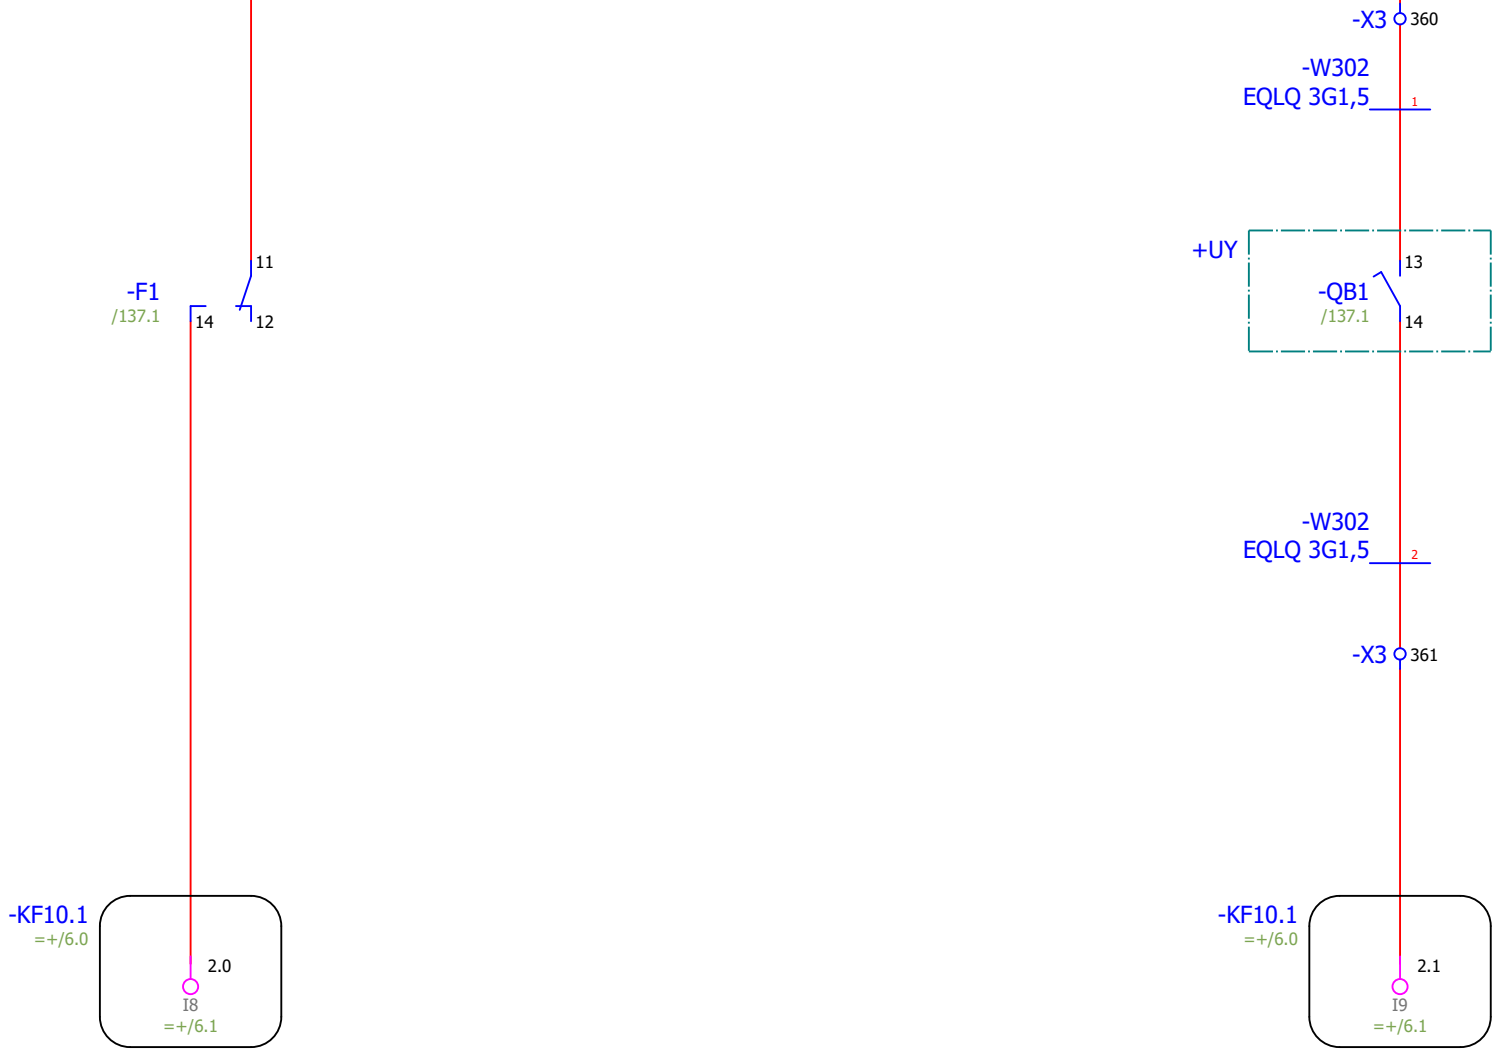 -X3 360
-W302
EQLQ 3G1,5 1
11
-F1
/137.1
14 12
+UY
13
-QB1
/137.1
14
-W302
EQLQ 3G1,5 2
-X3 361
-KF10.1
=+/6.0
2.0
I8
=+/6.1
-KF10.1
=+/6.0
2.1
I9
=+/6.1